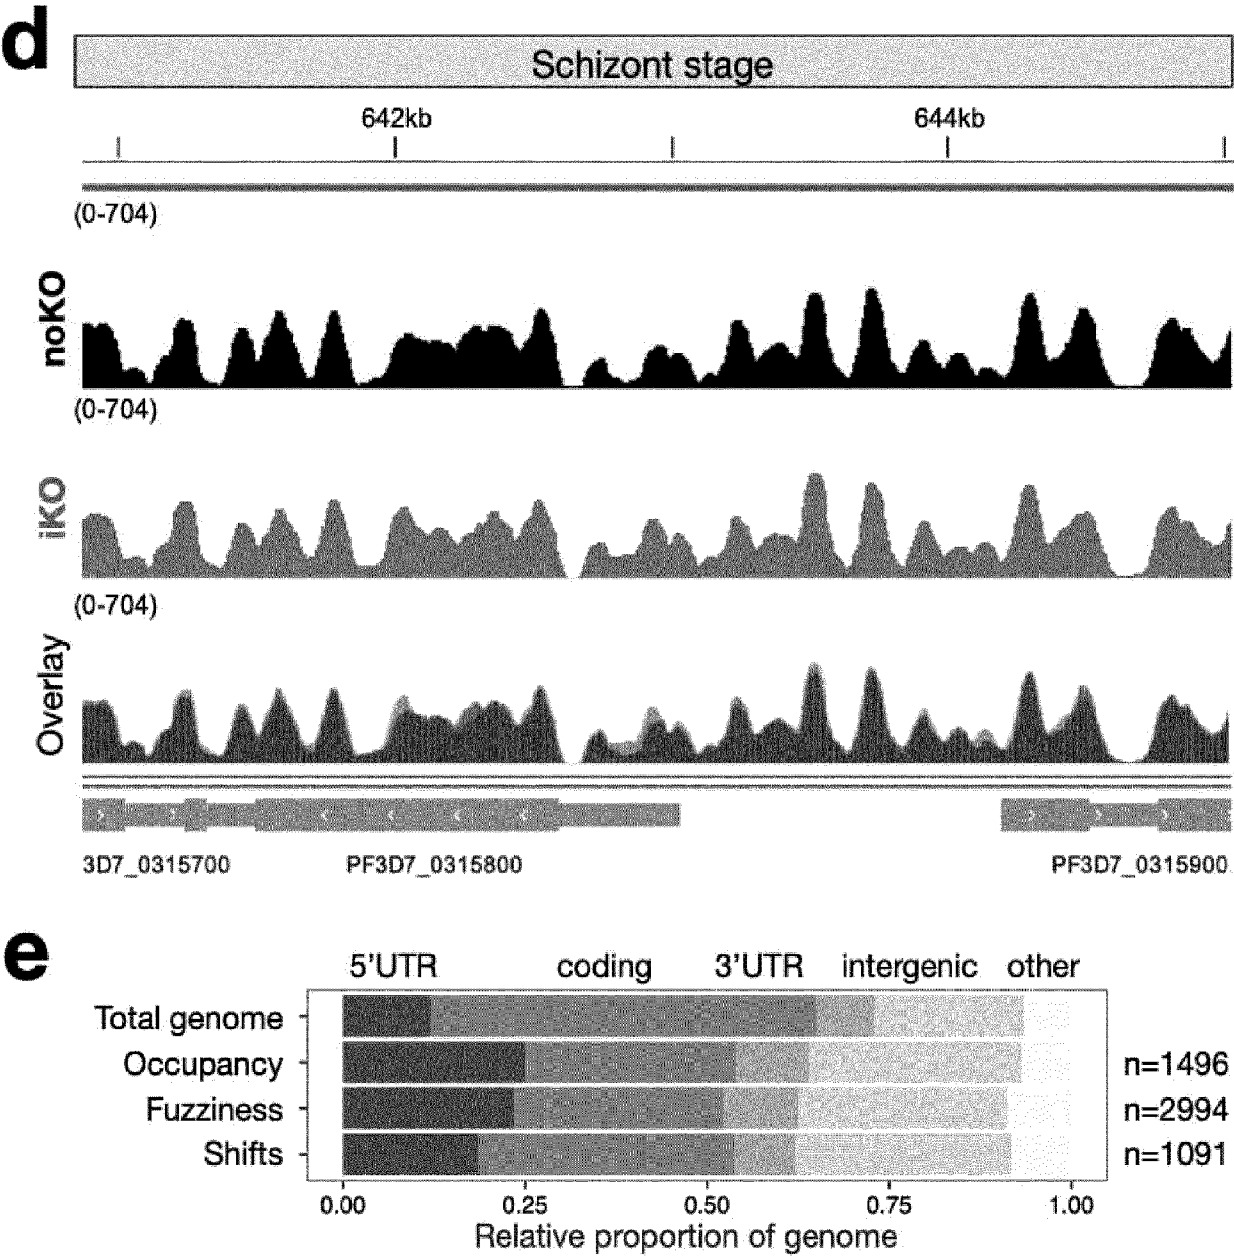 d
Schizont stage
642kb 644kb
(0-704)
noKO
(0-704)
iKO
(0-704)
Overlay
3D7_0315700 PF3D7_0315800 PF3D7_0315900
e
5'UTR coding 3'UTR intergenic other
Total genome
Occupancy n=1496
Fuzziness n=2994
Shifts n=1091
0.00 0.25 0.50 0.75 1.00
Relative proportion of genome